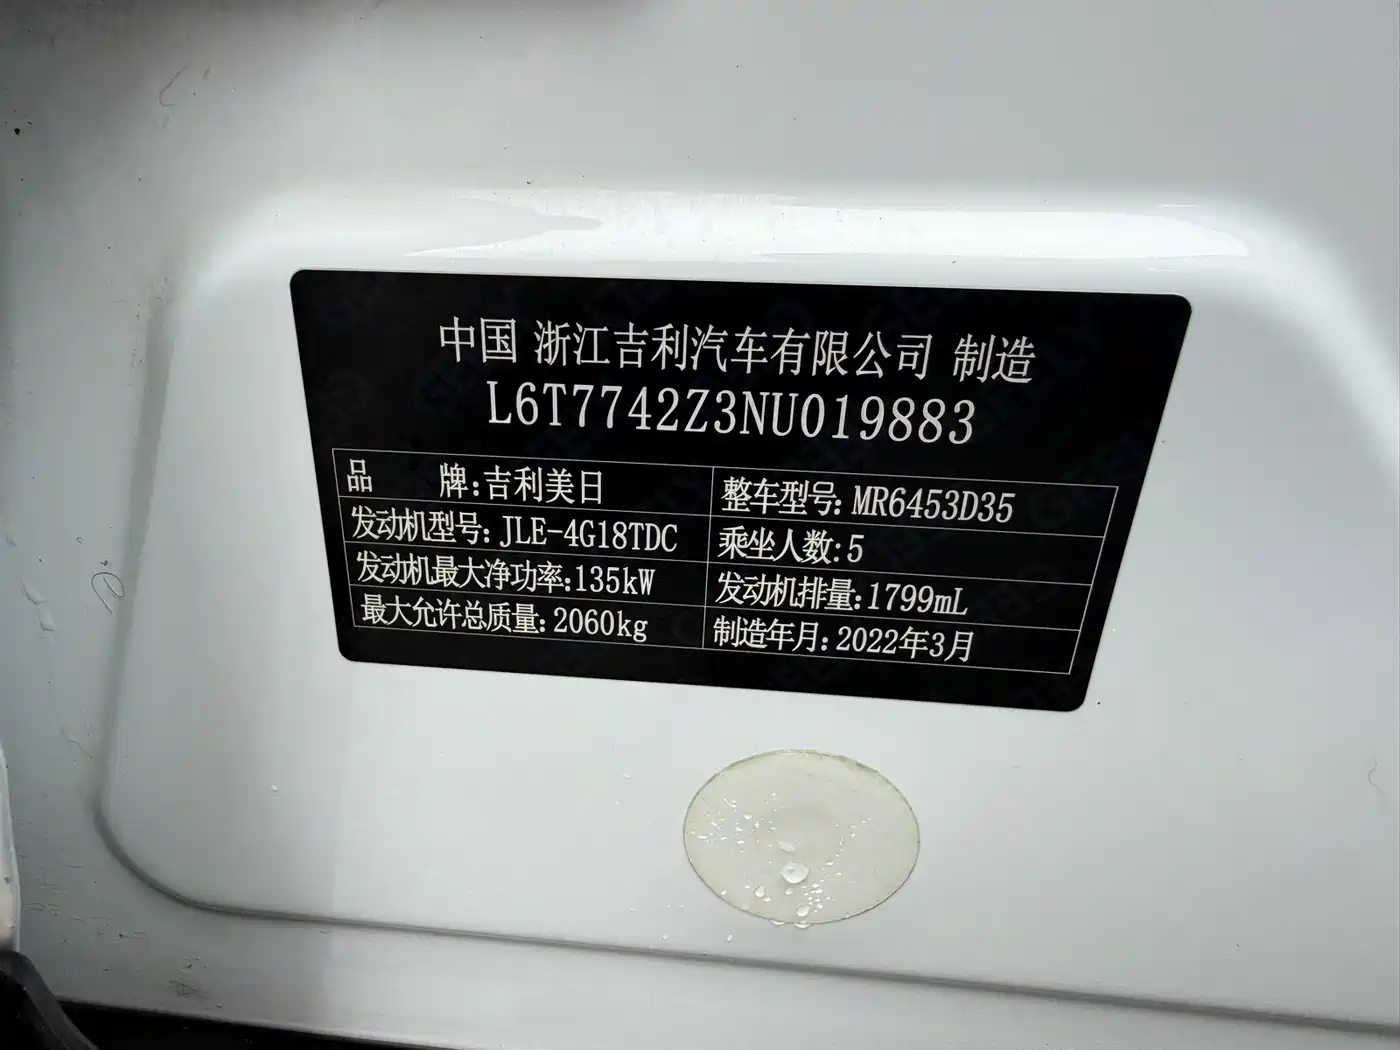 中国 浙江吉利汽车有限公司 制造
L6T7742Z3NU019883
品 牌:吉利美日 整车型号: MR6453D35
发动机型号: JLE-4G18TDC 乘坐人数: 5
发动机最大净功率:135kW 发动机排量: 1799mL
最大允许总质量: 2060kg 制造年月: 2022年3月